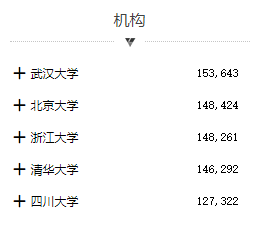 机构
武汉大学 153,643
北京大学 148,424
浙江大学 148,261
清华大学 146,292
四川大学 127,322